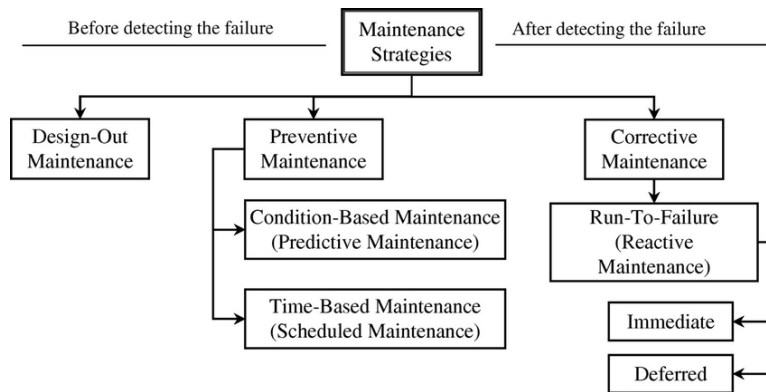 Before detecting the failure
Maintenance
Strategies
After detecting the failure
Design-Out
Maintenance
Preventive
Maintenance
Corrective
Maintenance
Condition-Based Maintenance
(Predictive Maintenance)
Run-To-Failure
(Reactive
Maintenance)
Time-Based Maintenance
(Scheduled Maintenance)
Immediate
Deferred